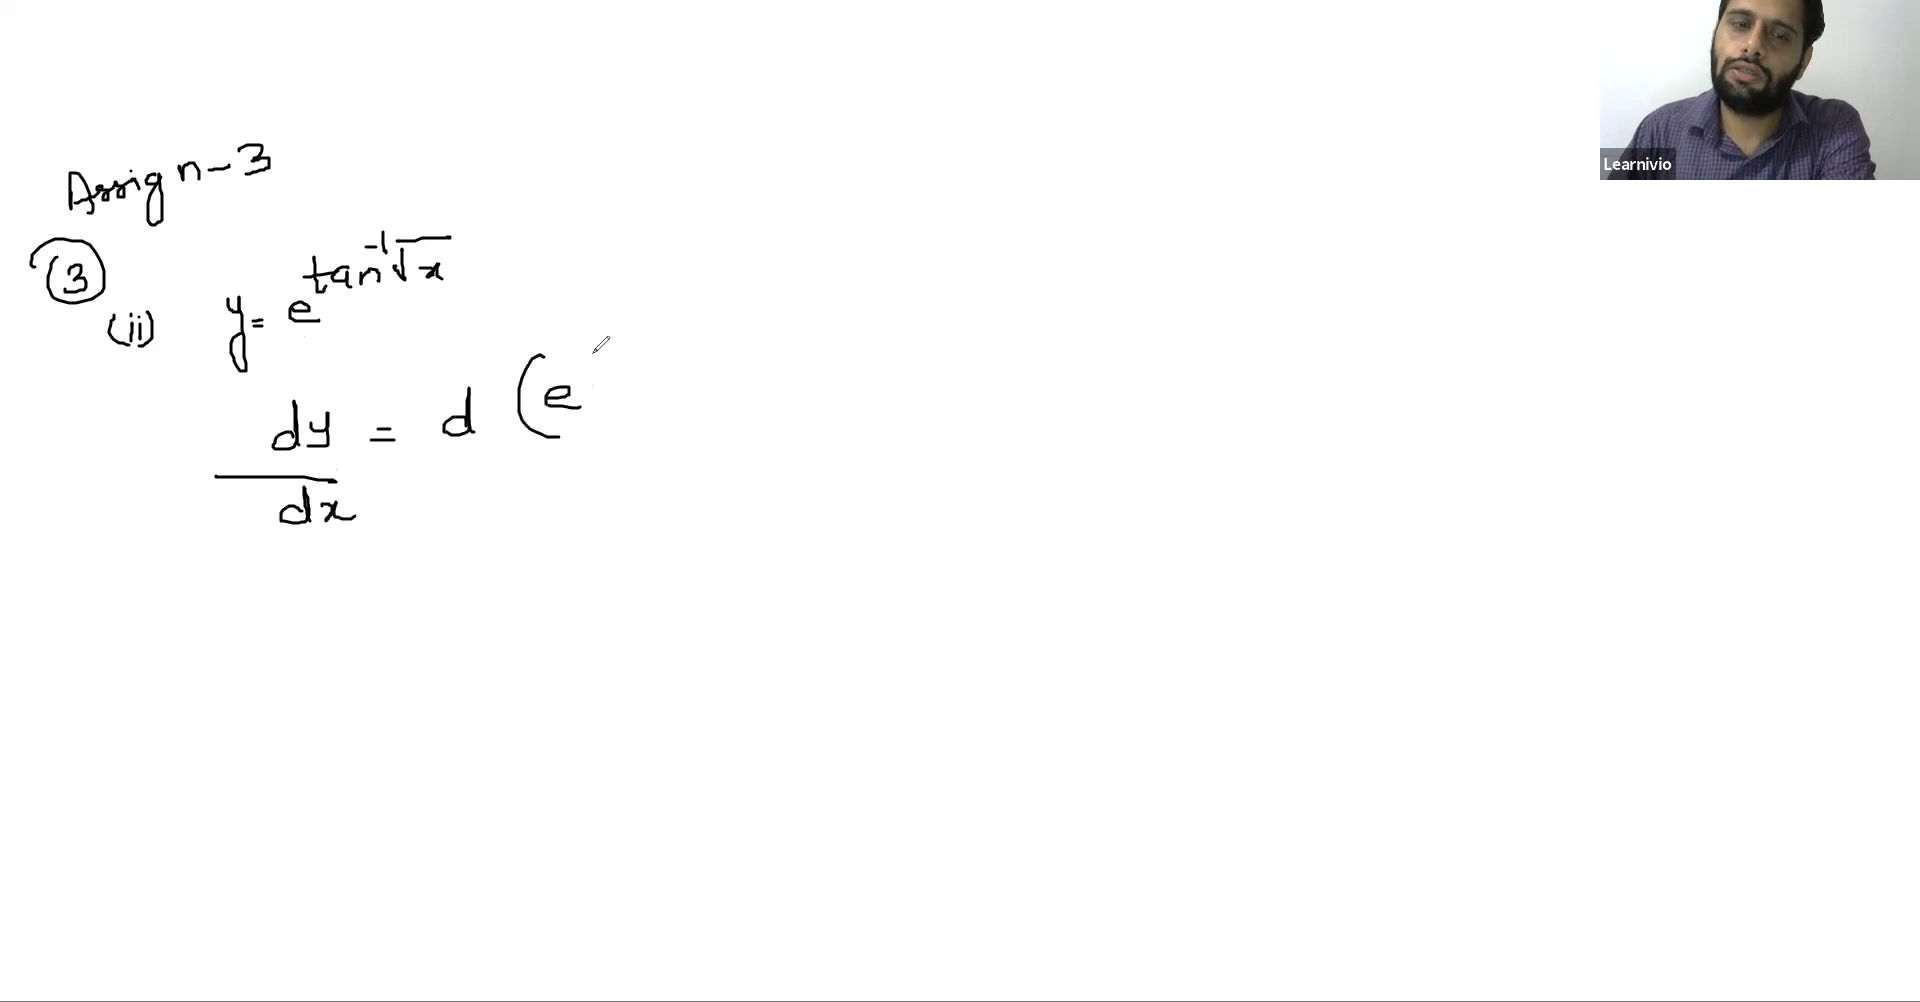 Assign-3
(3)
(ii) y = e^tan^-1 √x
dy/dx = d (e
Learnivio